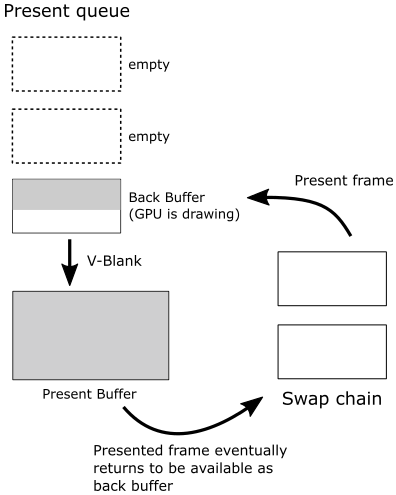 Present queue
empty
empty
Back Buffer
(GPU is drawing)
Present frame
V-Blank
Present Buffer
Swap chain
Presented frame eventually
returns to be available as
back buffer